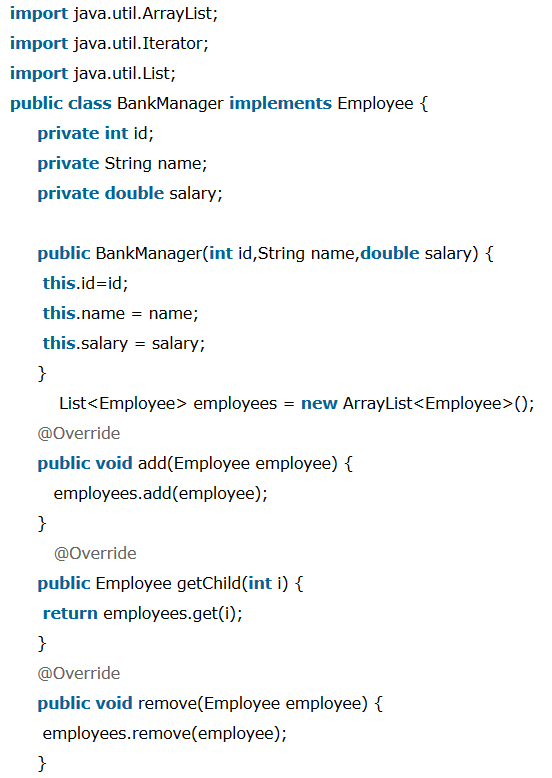 import java.util.ArrayList;
import java.util.Iterator;
import java.util.List;
public class BankManager implements Employee {
private int id;
private String name;
private double salary;
public BankManager(int id,String name,double salary) {
this.id=id;
this.name = name;
this.salary = salary;
}
List<Employee> employees = new ArrayList<Employee>();
@Override
public void add(Employee employee) {
employees.add(employee);
}
@Override
public Employee getChild(int i) {
return employees.get(i);
}
@Override
public void remove(Employee employee) {
employees.remove(employee);
}